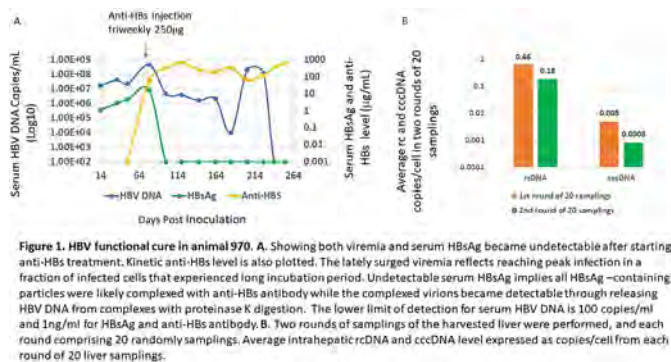 A.
Anti-HBs Injection
friweekly 250µg
Serum HBV DNA Copies/mL
(Log10)
1.00E+09
1.00E+08
1.00E+07
1.00E+06
1.00E+05
1.00E+04
1.00E+03
1.00E+02
14 64 114 164 214 264
1000
100
10
1
0.1
0.01
0.001
Serum HBsAg and anti-
HBs level (µg/mL)
HBV DNA HBsAg Anti-HBS
Days Post Inoculation
B
Average rc and cccDNA
copies/cell in two rounds of 20
samplings
1
0.1
0.01
0.001
0.0001
0.66
0.18
0.005
0.0008
rcDNA cccDNA
1st round of 20 samplings
2nd round of 20 samplings
Figure 1. HBV functional cure in animal 970. A. Showing both viremia and serum HBsAg became undetectable after starting
anti-HBs treatment. Kinetic anti-HBs level is also plotted. The lately surged viremia reflects reaching peak infection in a
fraction of infected cells that experienced long incubation period. Undetectable serum HBsAg implies all HBsAg –containing
particles were likely complexed with anti-HBs antibody while the complexed virions became detectable through releasing
HBV DNA from complexes with proteinase K digestion. The lower limit of detection for serum HBV DNA is 100 copies/ml
and 1ng/ml for HBsAg and anti-HBs antibody. B. Two rounds of samplings of the harvested liver were performed, and each
round comprising 20 randomly samplings. Average intrahepatic rcDNA and cccDNA level expressed as copies/cell from each
round of 20 liver samplings.